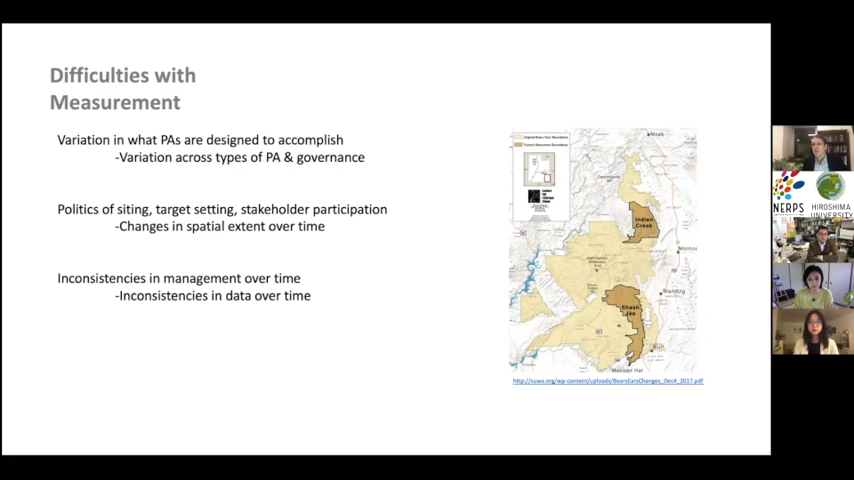 Difficulties with
Measurement
Variation in what PAs are designed to accomplish
-Variation across types of PA & governance
Politics of siting, target setting, stakeholder participation
-Changes in spatial extent over time
Inconsistencies in management over time
-Inconsistencies in data over time
Moab
Indian
Creek
Blanding
Shash
Jáa
Bluff
Mexican Hat
http://suwa.org/wp-content/uploads/BearsEarsChanges_Dec4_2017.pdf
NERPS
HIROSHIMA
UNIVERSITY